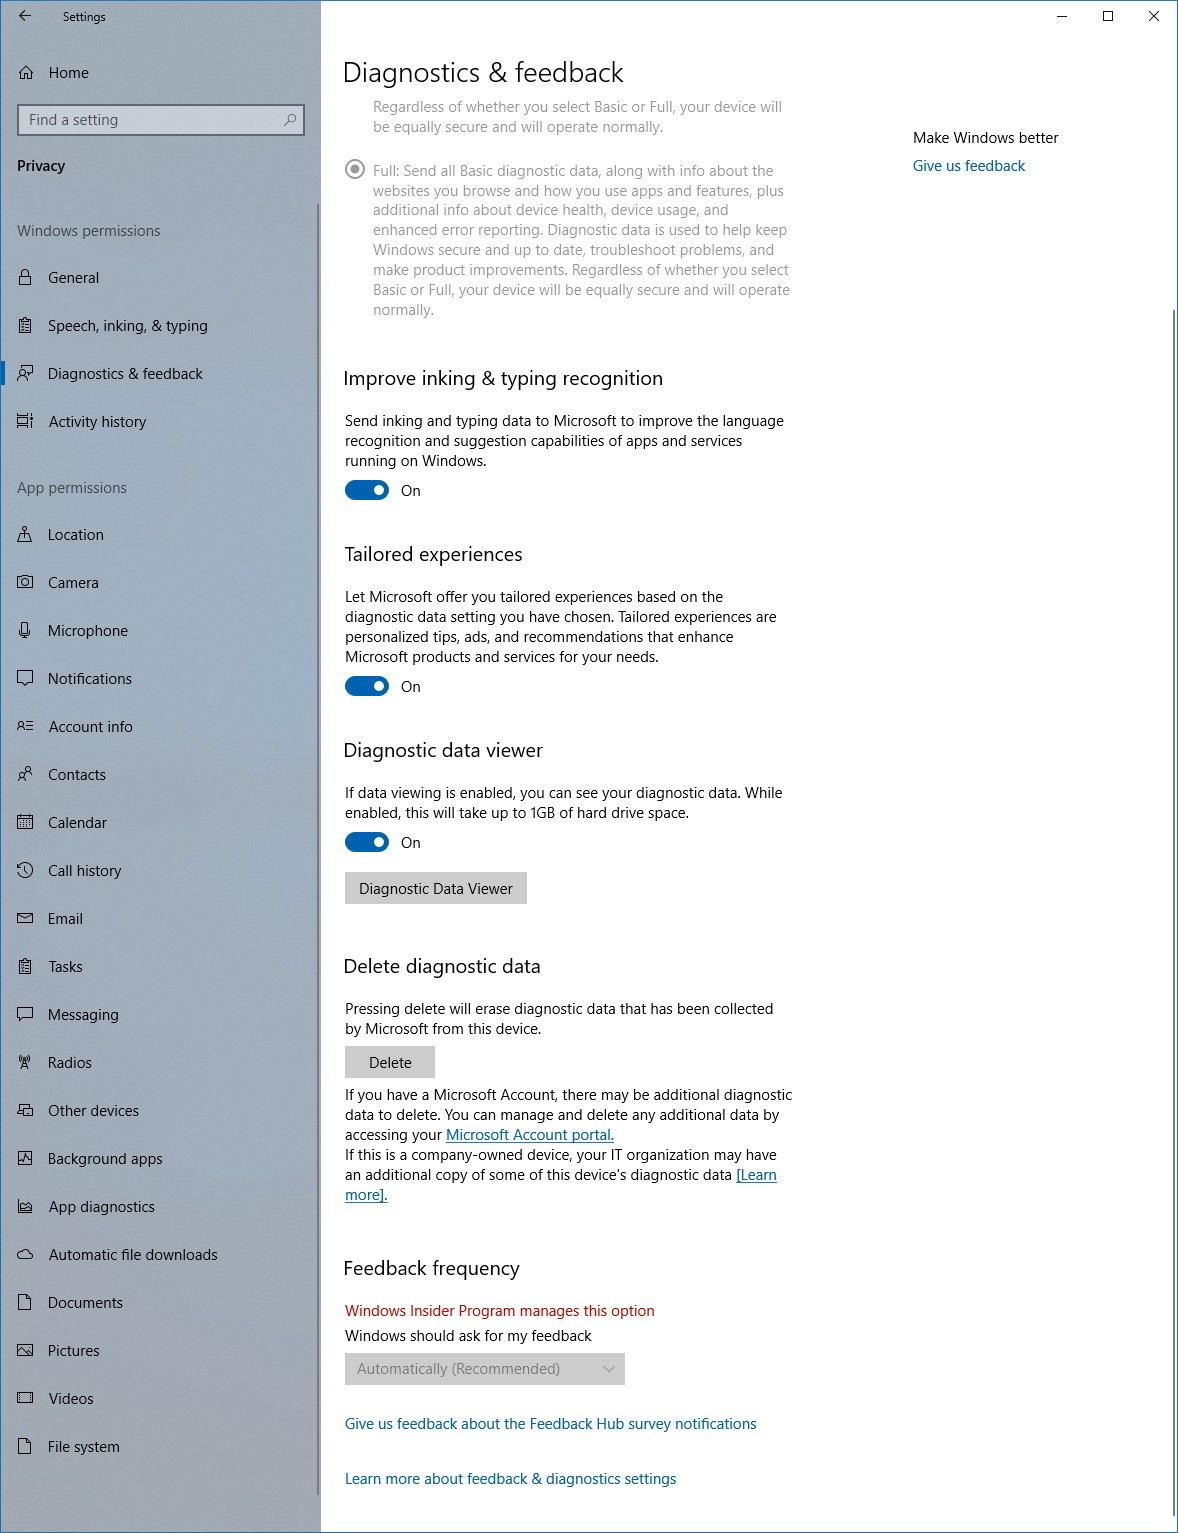 Settings
Home
Find a setting
Privacy
Windows permissions
General
Speech, inking, & typing
Diagnostics & feedback
Activity history
App permissions
Location
Camera
Microphone
Notifications
Account info
Contacts
Calendar
Call history
Email
Tasks
Messaging
Radios
Other devices
Background apps
App diagnostics
Automatic file downloads
Documents
Pictures
Videos
File system
Diagnostics & feedback
Regardless of whether you select Basic or Full, your device will
be equally secure and will operate normally.
Full: Send all Basic diagnostic data, along with info about the
websites you browse and how you use apps and features, plus
additional info about device health, device usage, and
enhanced error reporting. Diagnostic data is used to help keep
Windows secure and up to date, troubleshoot problems, and
make product improvements. Regardless of whether you select
Basic or Full, your device will be equally secure and will operate
normally.
Improve inking & typing recognition
Send inking and typing data to Microsoft to improve the language
recognition and suggestion capabilities of apps and services
running on Windows.
On
Tailored experiences
Let Microsoft offer you tailored experiences based on the
diagnostic data setting you have chosen. Tailored experiences are
personalized tips, ads, and recommendations that enhance
Microsoft products and services for your needs.
On
Diagnostic data viewer
If data viewing is enabled, you can see your diagnostic data. While
enabled, this will take up to 1GB of hard drive space.
On
Diagnostic Data Viewer
Delete diagnostic data
Pressing delete will erase diagnostic data that has been collected
by Microsoft from this device.
Delete
If you have a Microsoft Account, there may be additional diagnostic
data to delete. You can manage and delete any additional data by
accessing your Microsoft Account portal.
If this is a company-owned device, your IT organization may have
an additional copy of some of this device's diagnostic data [Learn
more].
Feedback frequency
Windows Insider Program manages this option
Windows should ask for my feedback
Automatically (Recommended)
Give us feedback about the Feedback Hub survey notifications
Learn more about feedback & diagnostics settings
Make Windows better
Give us feedback